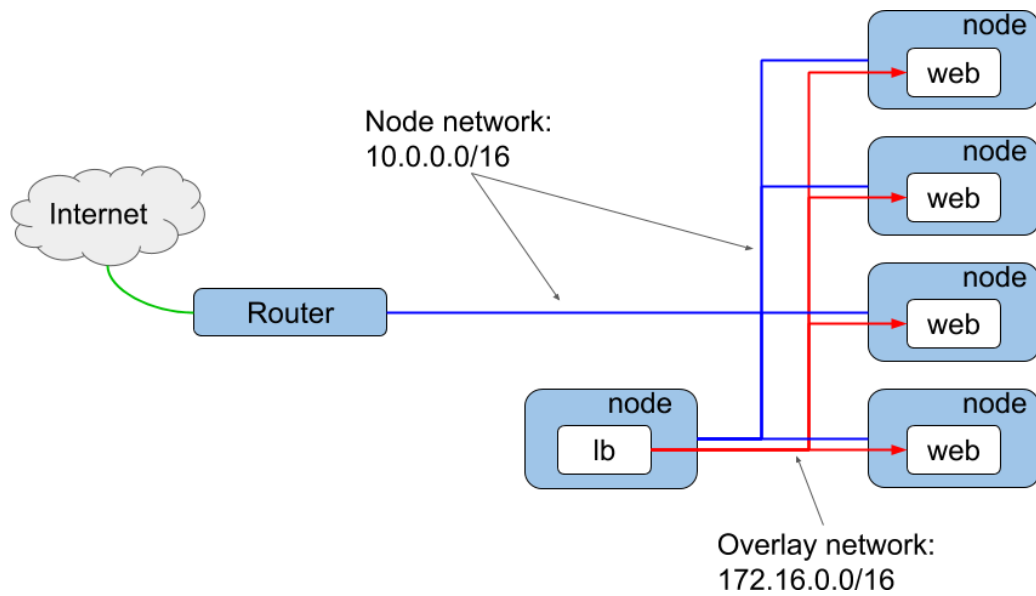 node
web
Node network:
10.0.0.0/16
node
web
Internet
node
Router
web
node
lb
node
web
Overlay network:
172.16.0.0/16